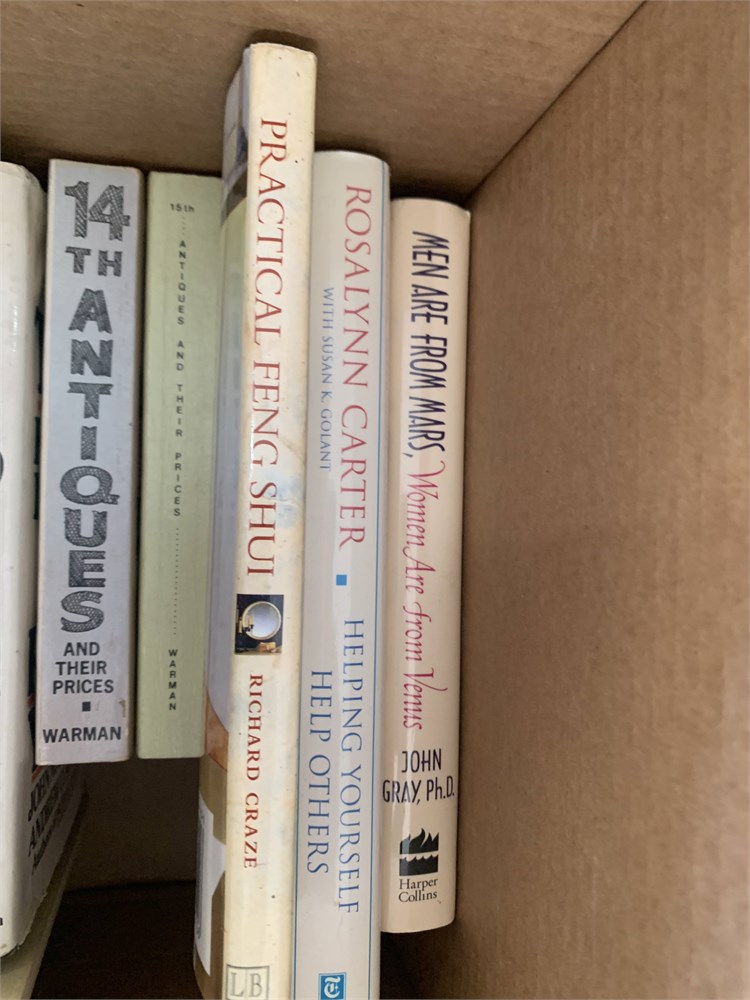 14
TH
ANTIQUES
AND
THEIR
PRICES
WARMAN
15th
ANTIQUES AND THEIR PRICES
WARMAN
PRACTICAL FENG SHUI
RICHARD CRAZE
LB
ROSALYNN CARTER
WITH SUSAN K. GOLANT
HELPING YOURSELF
HELP OTHERS
T
MEN ARE FROM MARS, Women Are from Venus
JOHN
GRAY, Ph.D.
Harper
Collins